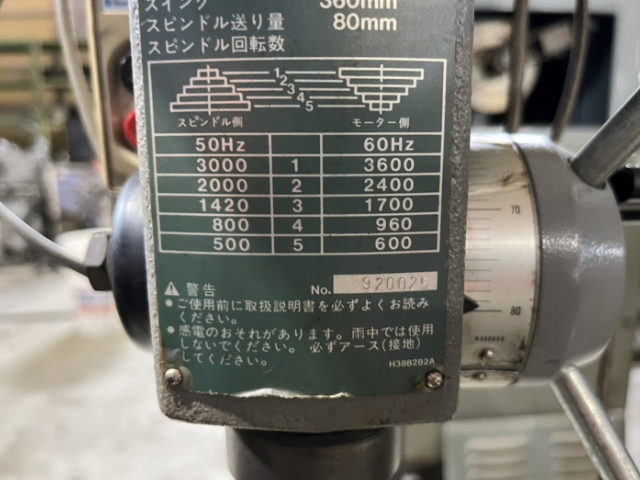 スイング 360mm
スピンドル送り量 80mm
スピンドル回転数
1
2
3
4
5
スピンドル側 モーター側
50Hz 60Hz
3000 1 3600
2000 2 2400
1420 3 1700
800 4 960
500 5 600
警告 No. 920025
●ご使用前に取扱説明書を必ずよくお読み
ください。
●感電のおそれがあります。雨中では使用
しないでください。必ずアース(接地)
してください。
H388282A
70
80